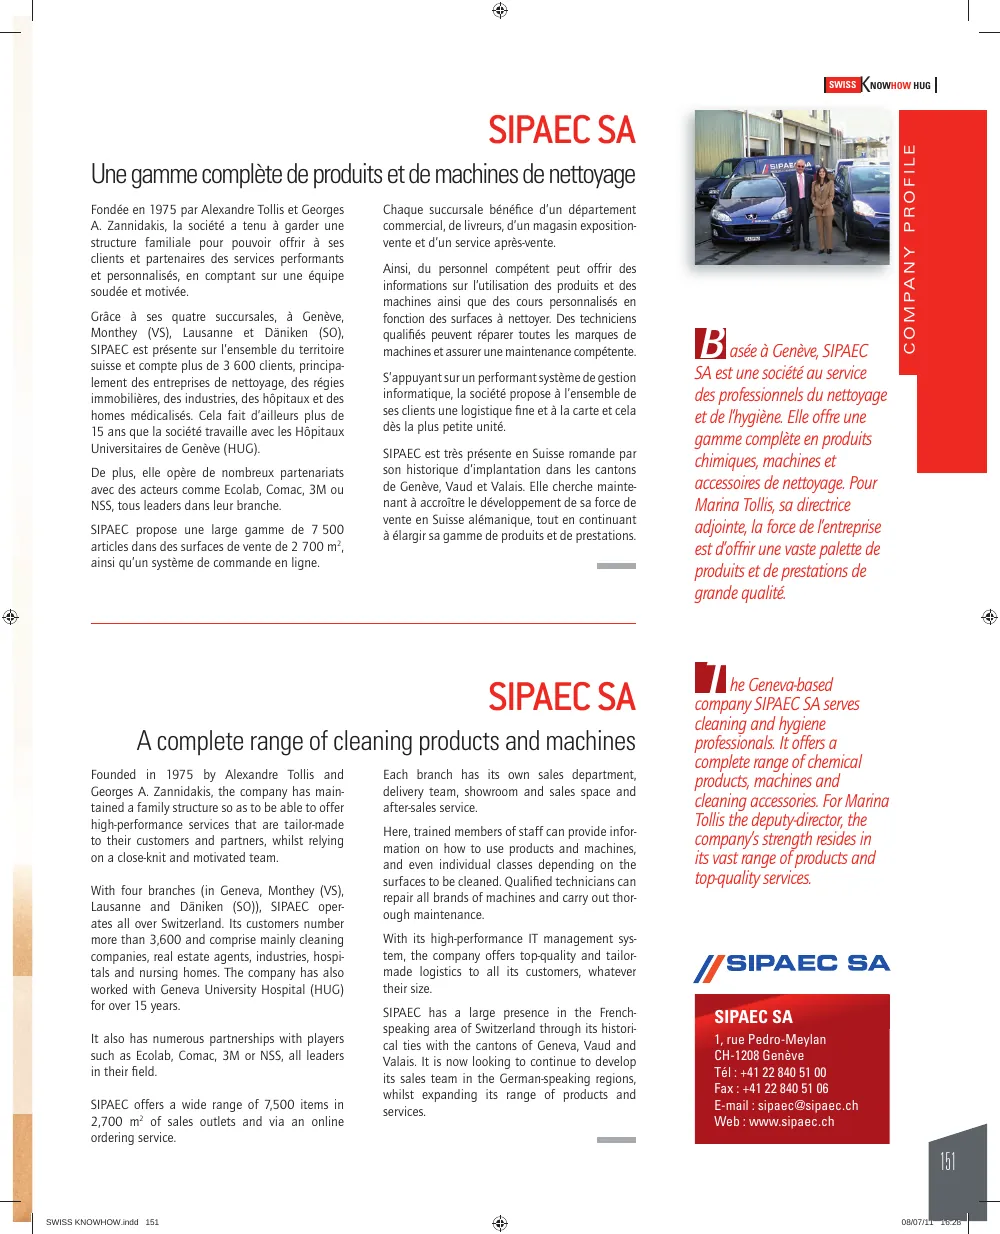 SWISS KNOWHOW HUG
SIPAEC SA
Une gamme complète de produits et de machines de nettoyage
Fondée en 1975 par Alexandre Tollis et Georges
A. Zannidakis, la société a tenu à garder une
structure familiale pour pouvoir offrir à ses
clients et partenaires des services performants
et personnalisés, en comptant sur une équipe
soudée et motivée.
Grâce à ses quatre succursales, à Genève,
Monthey (VS), Lausanne et Däniken (SO),
SIPAEC est présente sur l'ensemble du territoire
suisse et compte plus de 3 600 clients, principa-
lement des entreprises de nettoyage, des régies
immobilières, des industries, des hôpitaux et des
homes médicalisés. Cela fait d'ailleurs plus de
15 ans que la société travaille avec les Hôpitaux
Universitaires de Genève (HUG).
De plus, elle opère de nombreux partenariats
avec des acteurs comme Ecolab, Comac, 3M ou
NSS, tous leaders dans leur branche.
SIPAEC propose une large gamme de 7 500
articles dans des surfaces de vente de 2 700 m²,
ainsi qu'un système de commande en ligne.
Chaque succursale bénéfice d'un département
commercial, de livreurs, d'un magasin exposition-
vente et d'un service après-vente.
Ainsi, du personnel compétent peut offrir des
informations sur l'utilisation des produits et des
machines ainsi que des cours personnalisés en
fonction des surfaces à nettoyer. Des techniciens
qualifiés peuvent réparer toutes les marques de
machines et assurer une maintenance compétente.
S'appuyant sur un performant système de gestion
informatique, la société propose à l'ensemble de
ses clients une logistique fine et à la carte et cela
dès la plus petite unité.
SIPAEC est très présente en Suisse romande par
son historique d'implantation dans les cantons
de Genève, Vaud et Valais. Elle cherche mainte-
nant à accroître le développement de sa force de
vente en Suisse alémanique, tout en continuant
à élargir sa gamme de produits et de prestations.
SIPAEC SA
COMPANY PROFILE
Basée à Genève, SIPAEC
SA est une société au service
des professionnels du nettoyage
et de l'hygiène. Elle offre une
gamme complète en produits
chimiques, machines et
accessoires de nettoyage. Pour
Marina Tollis, sa directrice
adjointe, la force de l'entreprise
est d'offrir une vaste palette de
produits et de prestations de
grande qualité.
SIPAEC SA
A complete range of cleaning products and machines
Founded in 1975 by Alexandre Tollis and
Georges A. Zannidakis, the company has main-
tained a family structure so as to be able to offer
high-performance services that are tailor-made
to their customers and partners, whilst relying
on a close-knit and motivated team.
With four branches (in Geneva, Monthey (VS),
Lausanne and Däniken (SO)), SIPAEC oper-
ates all over Switzerland. Its customers number
more than 3,600 and comprise mainly cleaning
companies, real estate agents, industries, hospi-
tals and nursing homes. The company has also
worked with Geneva University Hospital (HUG)
for over 15 years.
It also has numerous partnerships with players
such as Ecolab, Comac, 3M or NSS, all leaders
in their field.
SIPAEC offers a wide range of 7,500 items in
2,700 m² of sales outlets and via an online
ordering service.
Each branch has its own sales department,
delivery team, showroom and sales space and
after-sales service.
Here, trained members of staff can provide infor-
mation on how to use products and machines,
and even individual classes depending on the
surfaces to be cleaned. Qualified technicians can
repair all brands of machines and carry out thor-
ough maintenance.
With its high-performance IT management sys-
tem, the company offers top-quality and tailor-
made logistics to all its customers, whatever
their size.
SIPAEC has a large presence in the French-
speaking area of Switzerland through its histori-
cal ties with the cantons of Geneva, Vaud and
Valais. It is now looking to continue to develop
its sales team in the German-speaking regions,
whilst expanding its range of products and
services.
The Geneva-based
company SIPAEC SA serves
cleaning and hygiene
professionals. It offers a
complete range of chemical
products, machines and
cleaning accessories. For Marina
Tollis the deputy-director, the
company's strength resides in
its vast range of products and
top-quality services.
SIPAEC SA
SIPAEC SA
1, rue Pedro-Meylan
CH-1208 Genève
Tél : +41 22 840 51 00
Fax : +41 22 840 51 06
E-mail : sipaec@sipaec.ch
Web : www.sipaec.ch
151
SWISS KNOWHOW.indd 151
08/07/11 16:28